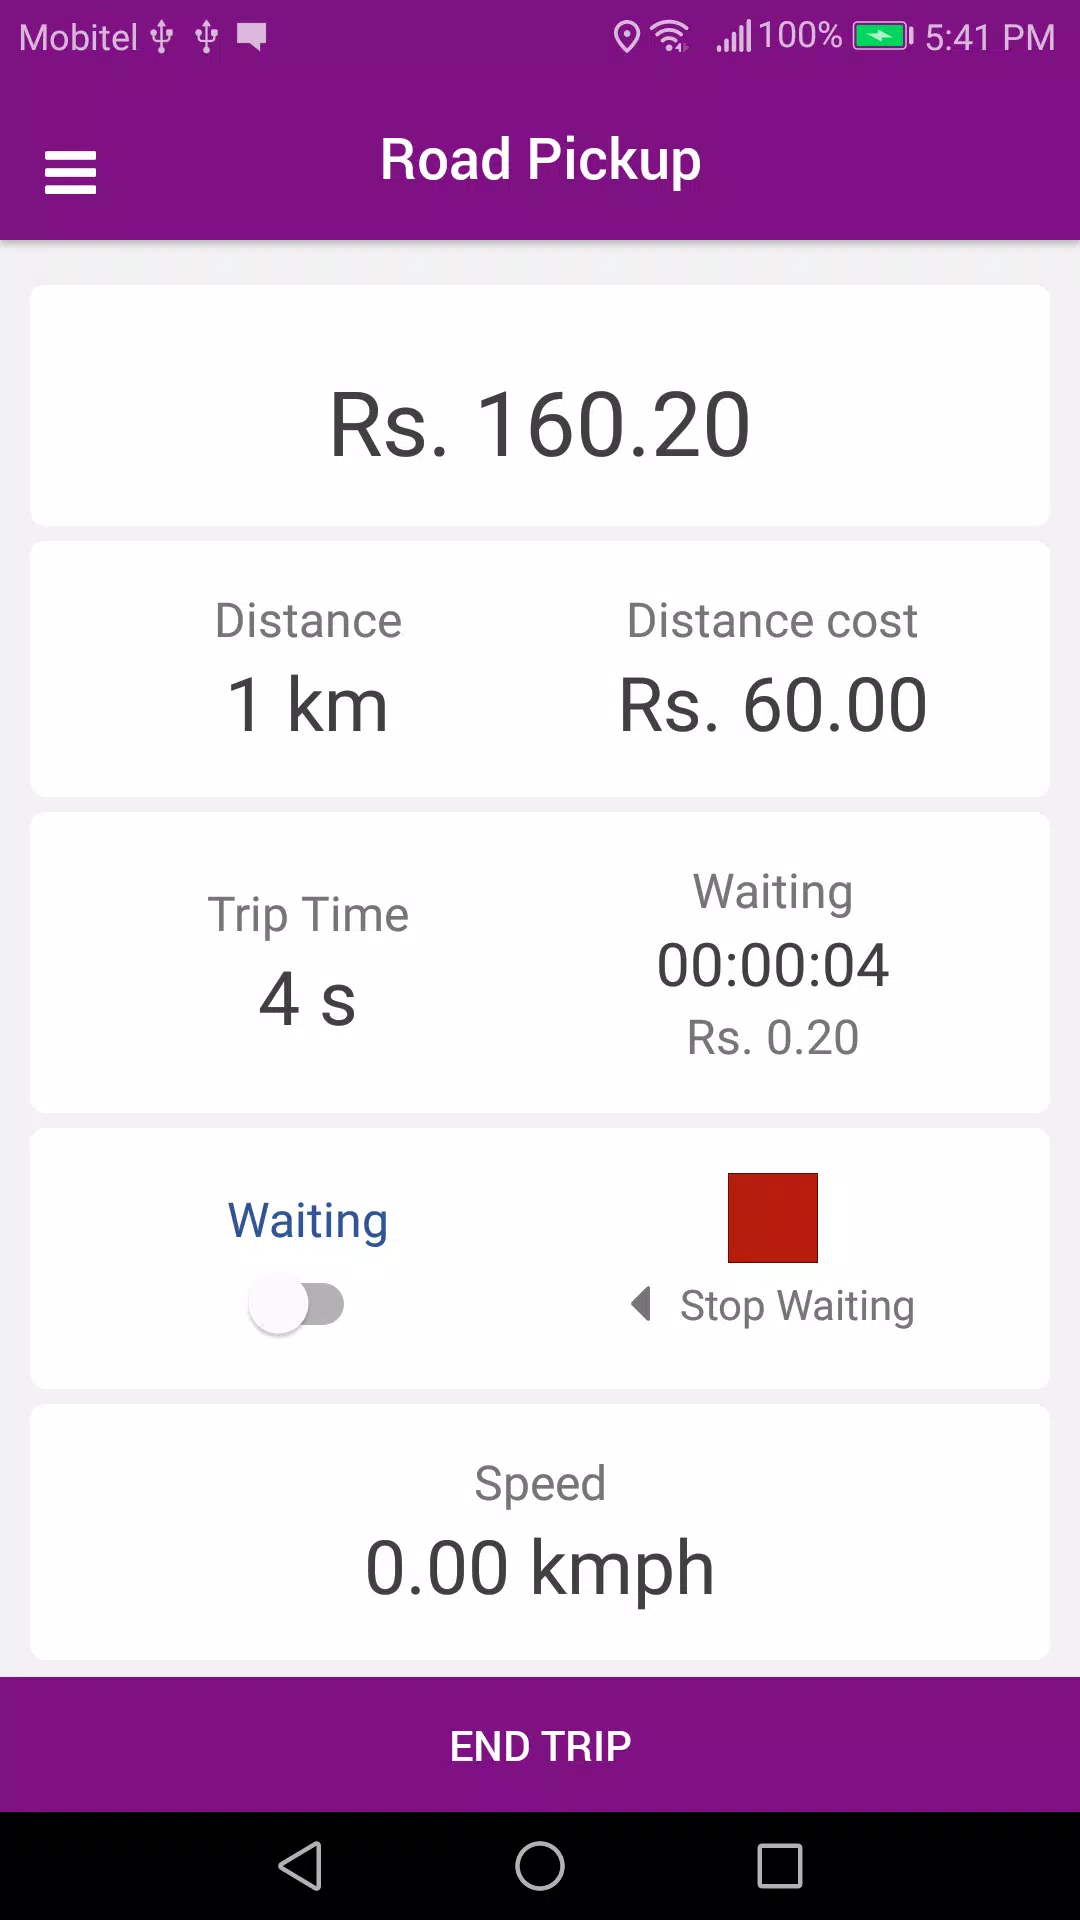 Mobitel 100% 5:41 PM
Road Pickup
Rs. 160.20
Distance
1 km
Distance cost
Rs. 60.00
Trip Time
4 s
Waiting
00:00:04
Rs. 0.20
Waiting
Stop Waiting
Speed
0.00 kmph
END TRIP